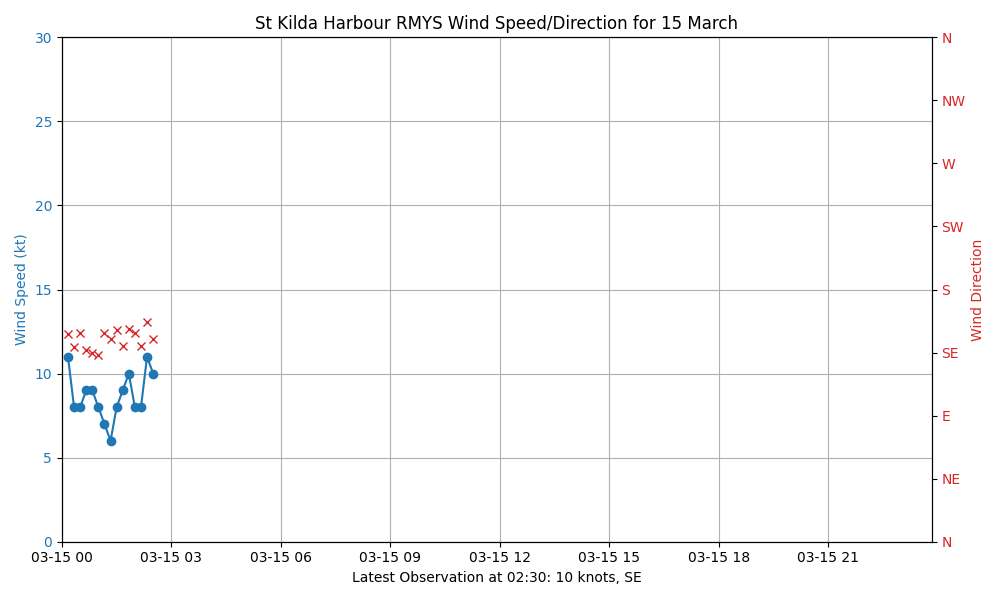 St Kilda Harbour RMYS Wind Speed/Direction for 15 March
30
25
20
15
10
5
0
Wind Speed (kt)
N
NW
W
SW
S
SE
E
NE
N
Wind Direction
03-15 00
03-15 03
03-15 06
03-15 09
03-15 12
03-15 15
03-15 18
03-15 21
Latest Observation at 02:30: 10 knots, SE